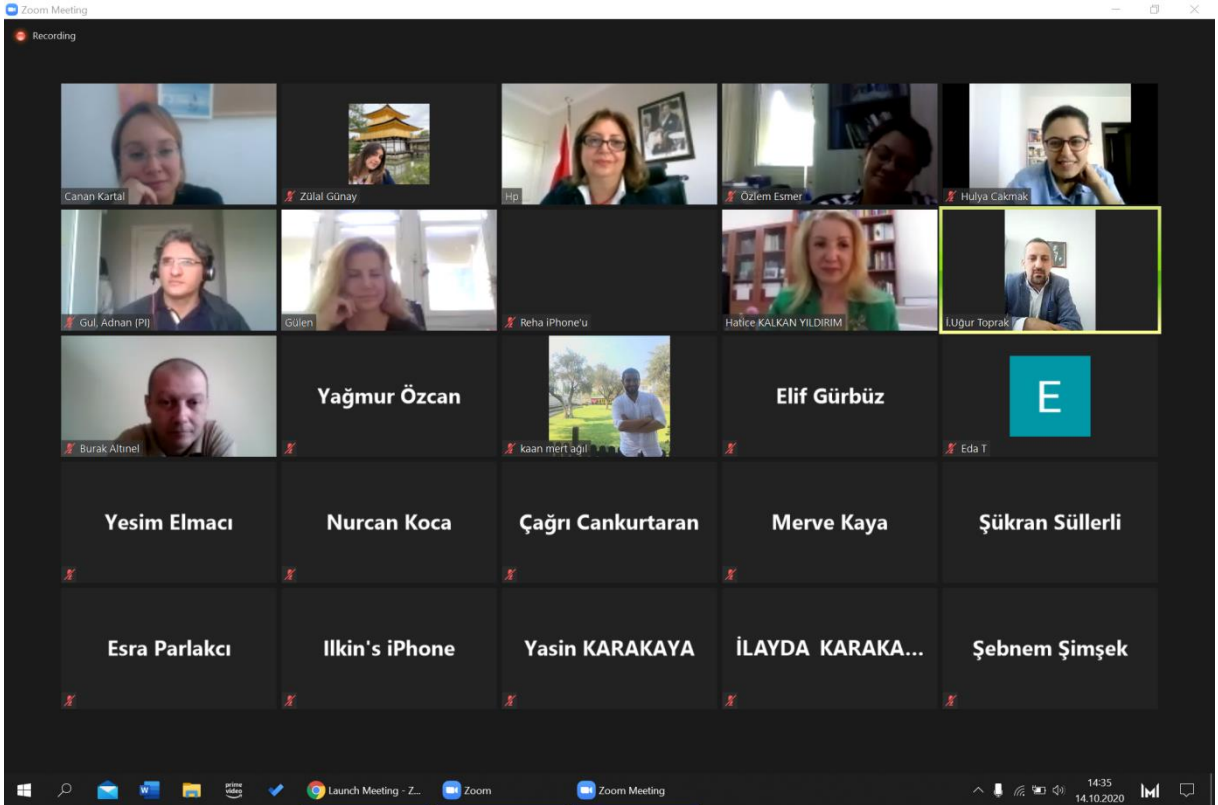 Zoom Meeting
Recording
Canan Kartal
Zülal Günay
Hp
Özlem Esmer
Hulya Cakmak
Gul, Adnan (PI)
Gülen
Reha iPhone'u
Hatice KALKAN YILDIRIM
İ.Uğur Toprak
Burak Altınel
Yağmur Özcan
kaan mert ağıl
Elif Gürbüz
E
Eda T
Yesim Elmacı
Nurcan Koca
Çağrı Cankurtaran
Merve Kaya
Şükran Süllerli
Esra Parlakcı
Ilkin's iPhone
Yasin KARAKAYA
İLAYDA KARAKA...
Şebnem Şimşek
W
prime video
Launch Meeting - Z...
Zoom
Zoom Meeting
14:35
14.10.2020